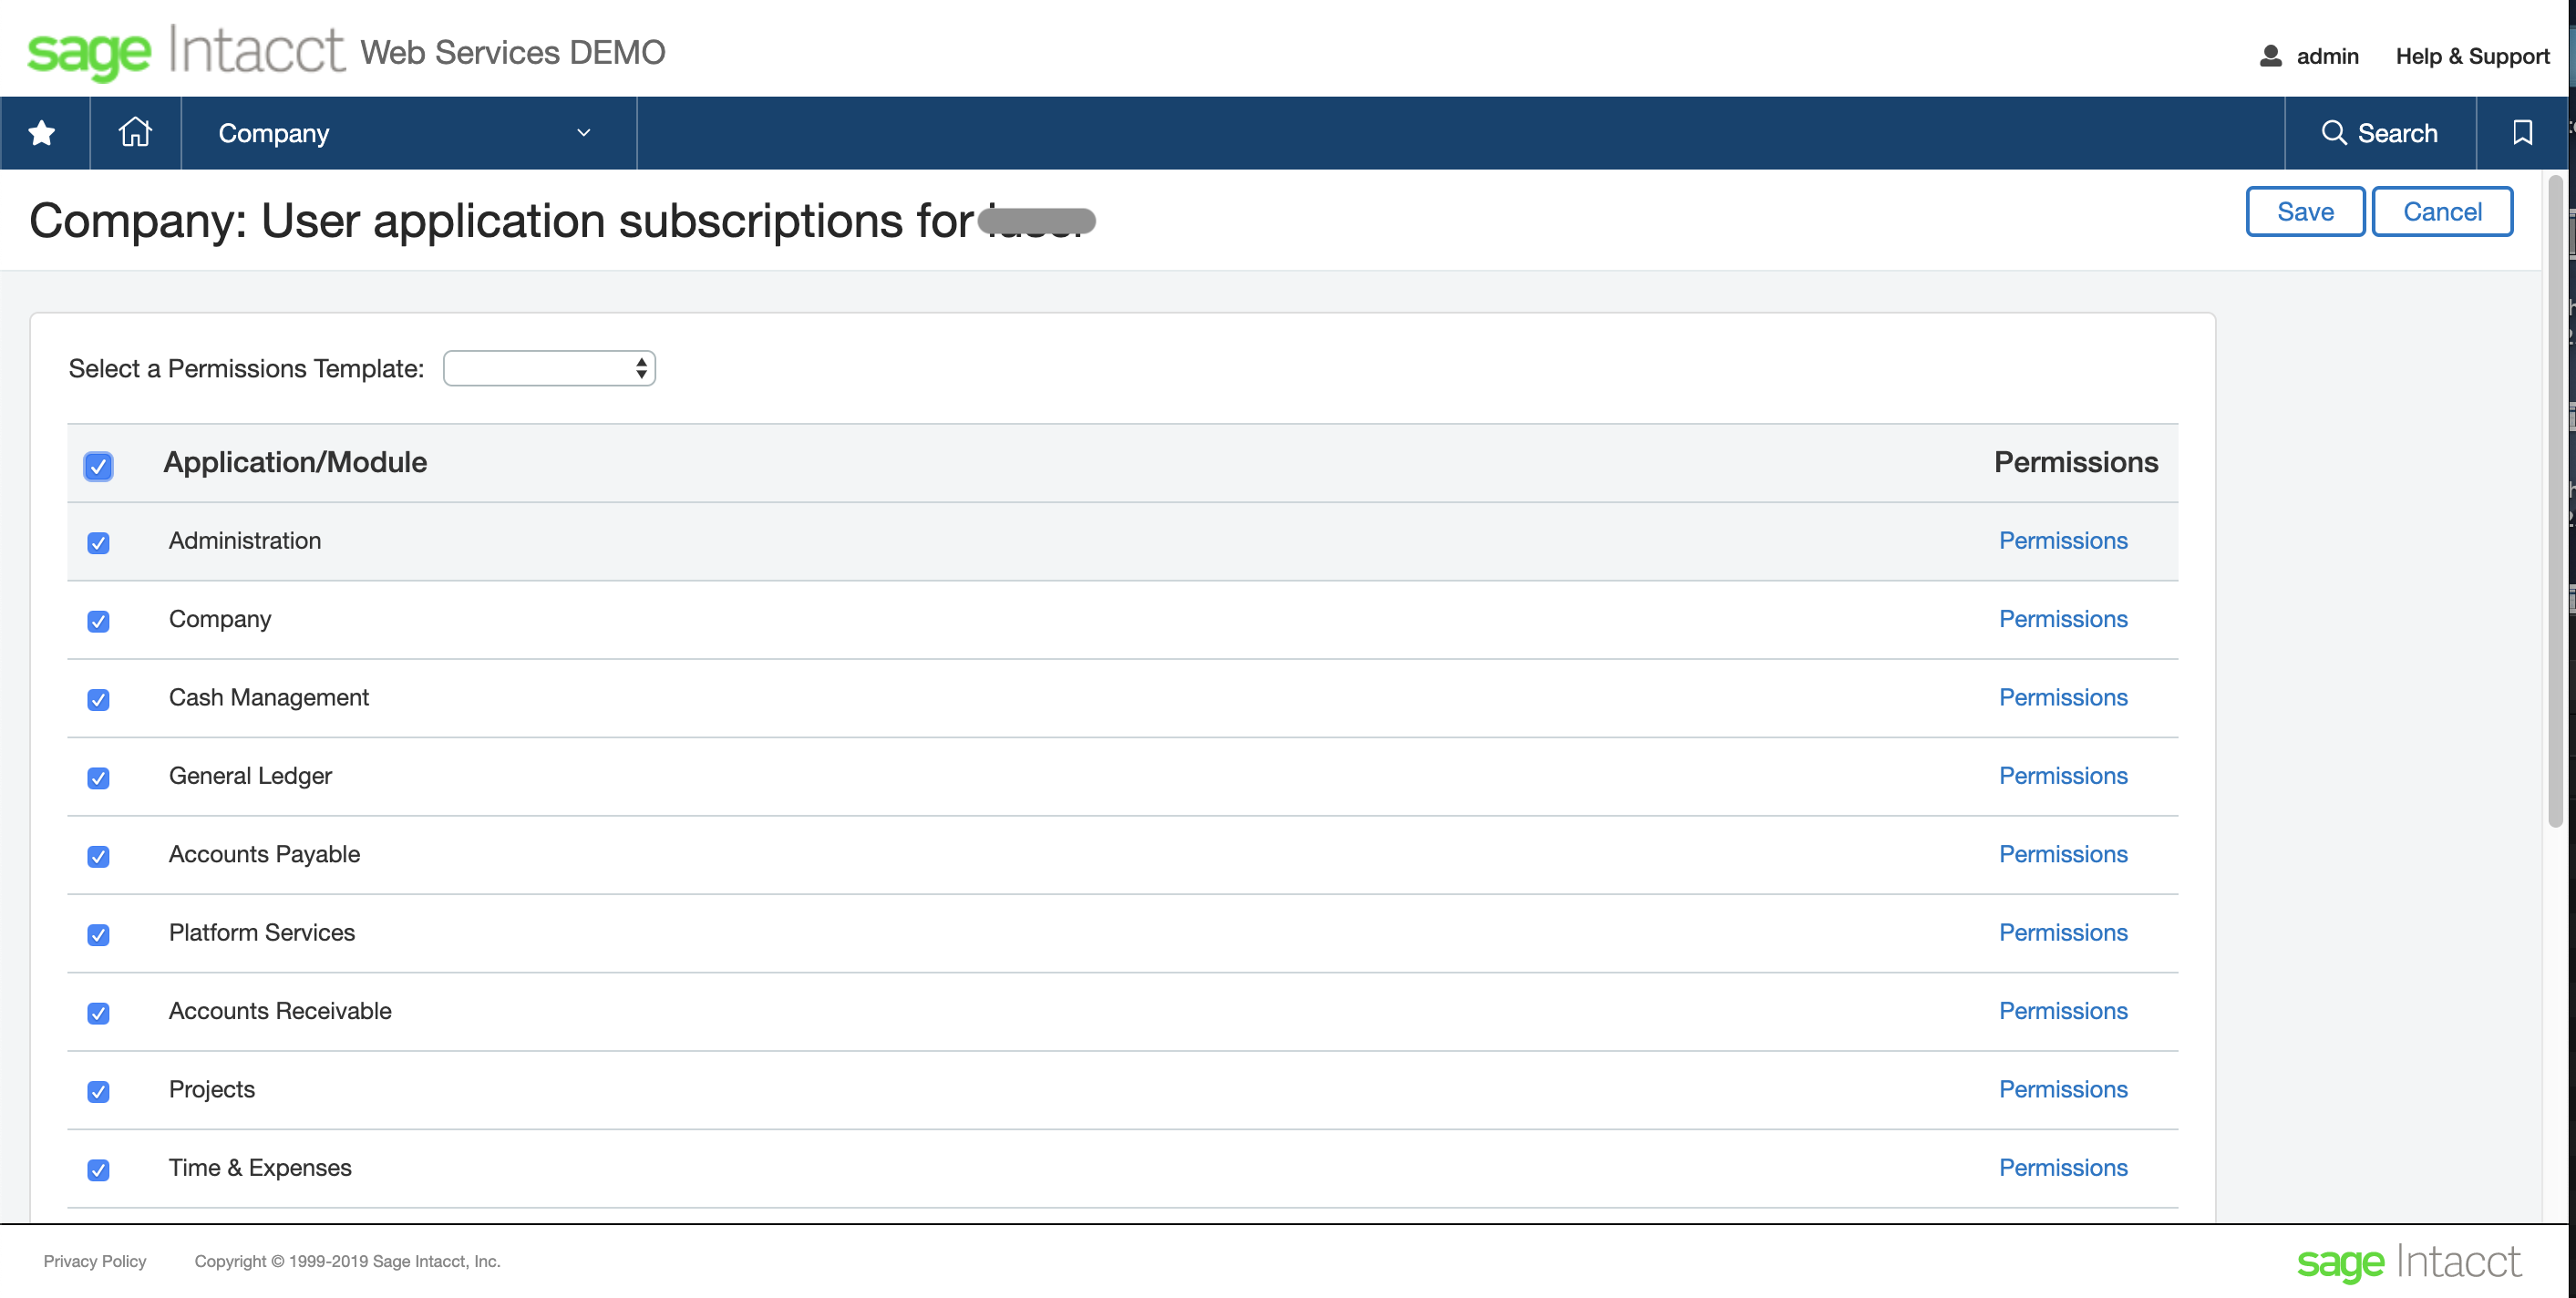 sage Intacct Web Services DEMO
admin Help & Support
Company
Search
Company: User application subscriptions for
Save Cancel
Select a Permissions Template:
Application/Module Permissions
Administration Permissions
Company Permissions
Cash Management Permissions
General Ledger Permissions
Accounts Payable Permissions
Platform Services Permissions
Accounts Receivable Permissions
Projects Permissions
Time & Expenses Permissions
Privacy Policy Copyright © 1999-2019 Sage Intacct, Inc.
sage Intacct